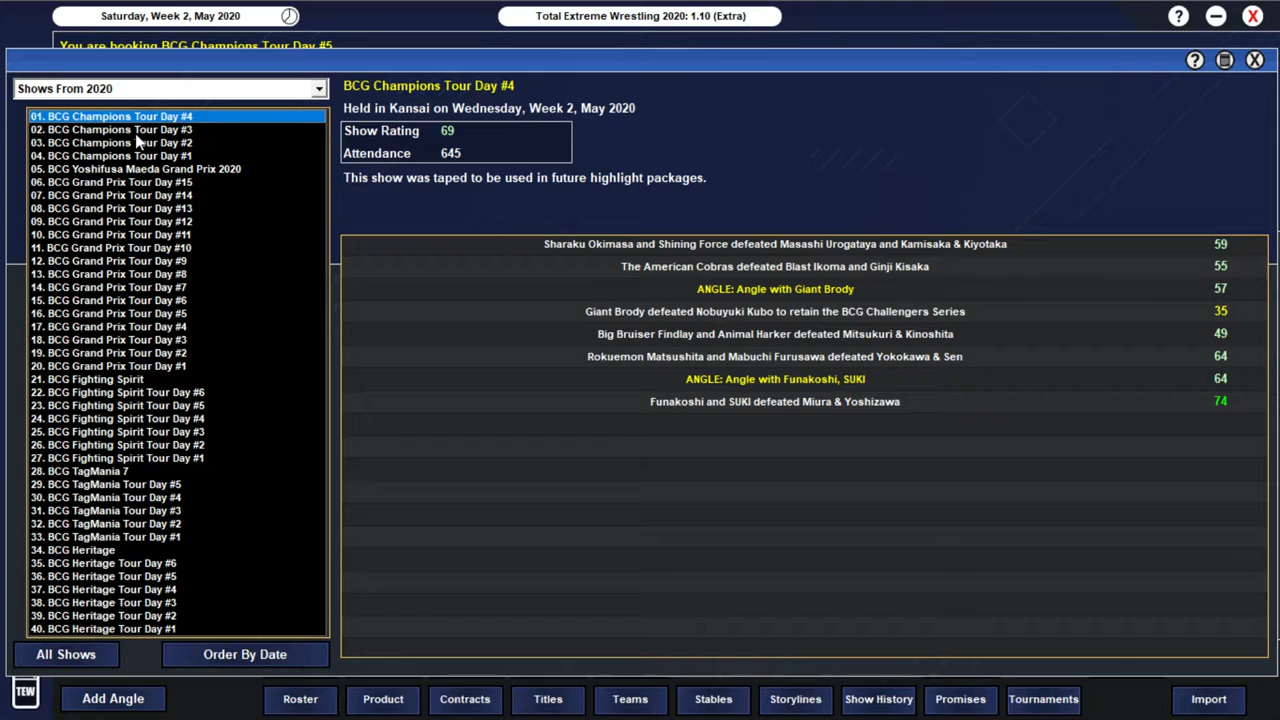 Saturday, Week 2, May 2020
Total Extreme Wrestling 2020: 1.10 (Extra)
? X
You are booking BCG Champions Tour Day #5
? X
Shows From 2020
01. BCG Champions Tour Day #4
02. BCG Champions Tour Day #3
03. BCG Champions Tour Day #2
04. BCG Champions Tour Day #1
05. BCG Yoshifusa Maeda Grand Prix 2020
06. BCG Grand Prix Tour Day #15
07. BCG Grand Prix Tour Day #14
08. BCG Grand Prix Tour Day #13
09. BCG Grand Prix Tour Day #12
10. BCG Grand Prix Tour Day #11
11. BCG Grand Prix Tour Day #10
12. BCG Grand Prix Tour Day #9
13. BCG Grand Prix Tour Day #8
14. BCG Grand Prix Tour Day #7
15. BCG Grand Prix Tour Day #6
16. BCG Grand Prix Tour Day #5
17. BCG Grand Prix Tour Day #4
18. BCG Grand Prix Tour Day #3
19. BCG Grand Prix Tour Day #2
20. BCG Grand Prix Tour Day #1
21. BCG Fighting Spirit
22. BCG Fighting Spirit Tour Day #6
23. BCG Fighting Spirit Tour Day #5
24. BCG Fighting Spirit Tour Day #4
25. BCG Fighting Spirit Tour Day #3
26. BCG Fighting Spirit Tour Day #2
27. BCG Fighting Spirit Tour Day #1
28. BCG TagMania 7
29. BCG TagMania Tour Day #5
30. BCG TagMania Tour Day #4
31. BCG TagMania Tour Day #3
32. BCG TagMania Tour Day #2
33. BCG TagMania Tour Day #1
34. BCG Heritage
35. BCG Heritage Tour Day #6
36. BCG Heritage Tour Day #5
37. BCG Heritage Tour Day #4
38. BCG Heritage Tour Day #3
39. BCG Heritage Tour Day #2
40. BCG Heritage Tour Day #1
All Shows
Order By Date
BCG Champions Tour Day #4
Held in Kansai on Wednesday, Week 2, May 2020
Show Rating 69
Attendance 645
This show was taped to be used in future highlight packages.
Sharaku Okimasa and Shining Force defeated Masashi Urogataya and Kamisaka & Kiyotaka 59
The American Cobras defeated Blast Ikoma and Ginji Kisaka 55
ANGLE: Angle with Giant Brody 57
Giant Brody defeated Nobuyuki Kubo to retain the BCG Challengers Series 35
Big Bruiser Findlay and Animal Harker defeated Mitsukuri & Kinoshita 49
Rokuemon Matsushita and Mabuchi Furusawa defeated Yokokawa & Sen 64
ANGLE: Angle with Funakoshi, SUKI 64
Funakoshi and SUKI defeated Miura & Yoshizawa 74
TEW
Add Angle
Roster
Product
Contracts
Titles
Teams
Stables
Storylines
Show History
Promises
Tournaments
Import